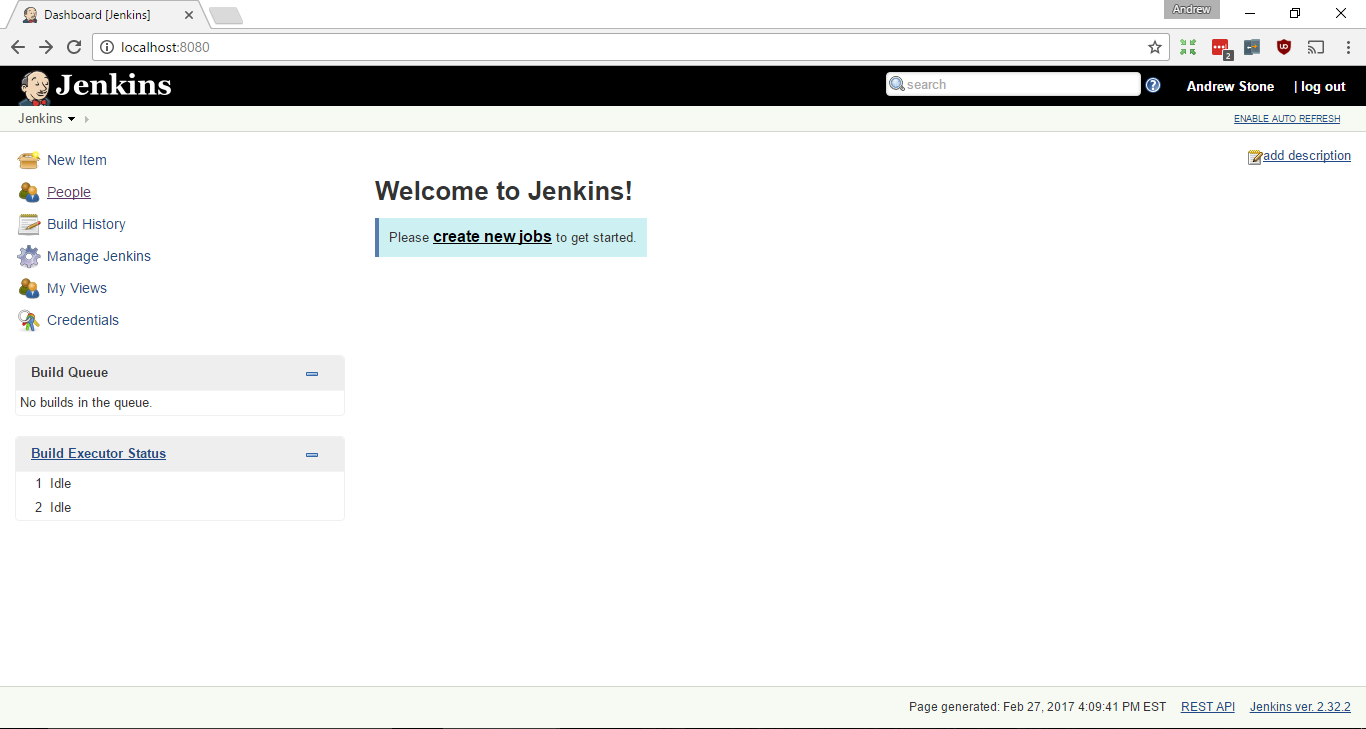 Dashboard [Jenkins]
Andrew
localhost:8080
2
Jenkins
search
Andrew Stone
| log out
Jenkins
ENABLE AUTO REFRESH
New Item
People
Build History
Manage Jenkins
My Views
Credentials
add description
Welcome to Jenkins!
Please create new jobs to get started.
Build Queue
No builds in the queue.
Build Executor Status
1 Idle
2 Idle
Page generated: Feb 27, 2017 4:09:41 PM EST REST API Jenkins ver. 2.32.2